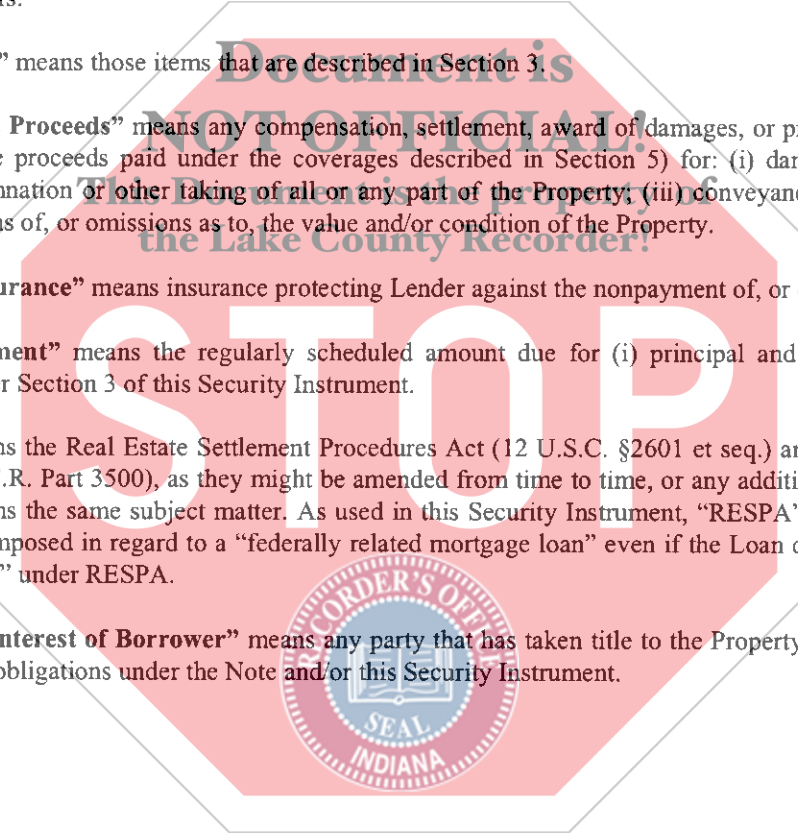 rs.
” means those items that are described in Section 3.
Document is
Proceeds” means any compensation, settlement, award of damages, or p
NOT OFFICIAL!
e proceeds paid under the coverages described in Section 5) for: (i) da
nnation or other taking of all or any part of the Property; (iii) conveyan
This Document is the property of
ns of, or omissions as to, the value and/or condition of the Property.
the Lake County Recorder!
urance” means insurance protecting Lender against the nonpayment of, or
STOP
ment” means the regularly scheduled amount due for (i) principal and
r Section 3 of this Security Instrument.
ns the Real Estate Settlement Procedures Act (12 U.S.C. §2601 et seq.) a
.R. Part 3500), as they might be amended from time to time, or any additi
ns the same subject matter. As used in this Security Instrument, “RESPA”
mposed in regard to a “federally related mortgage loan” even if the Loan
” under RESPA.
RECORDER'S OFFICE
nterest of Borrower” means any party that has taken title to the Property
obligations under the Note and/or this Security Instrument.
SEAL
INDIANA